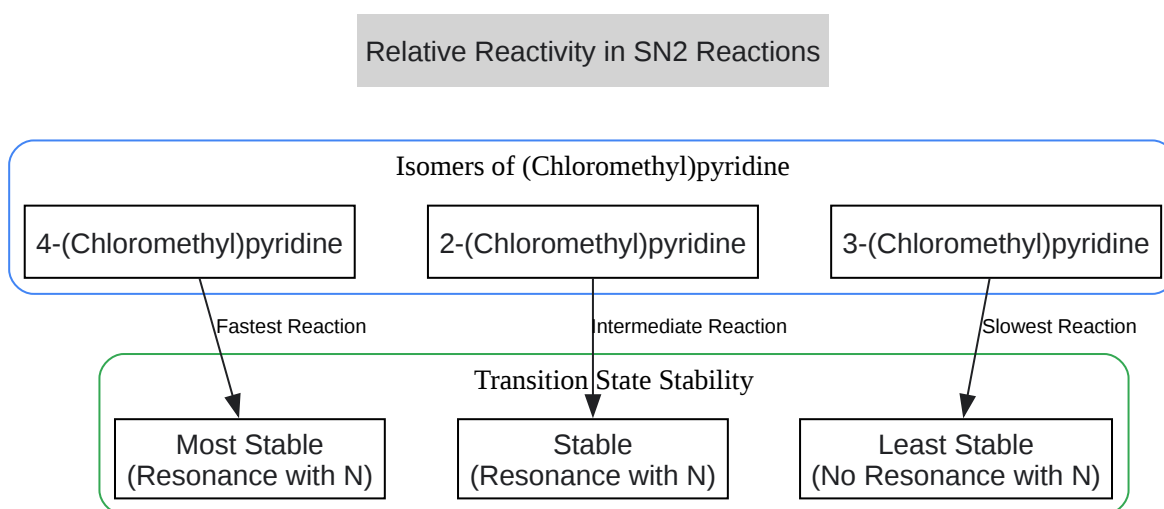 Relative Reactivity in SN2 Reactions
Isomers of (Chloromethyl)pyridine
4-(Chloromethyl)pyridine
2-(Chloromethyl)pyridine
3-(Chloromethyl)pyridine
Fastest Reaction
Intermediate Reaction
Slowest Reaction
Transition State Stability
Most Stable
(Resonance with N)
Stable
(Resonance with N)
Least Stable
(No Resonance with N)